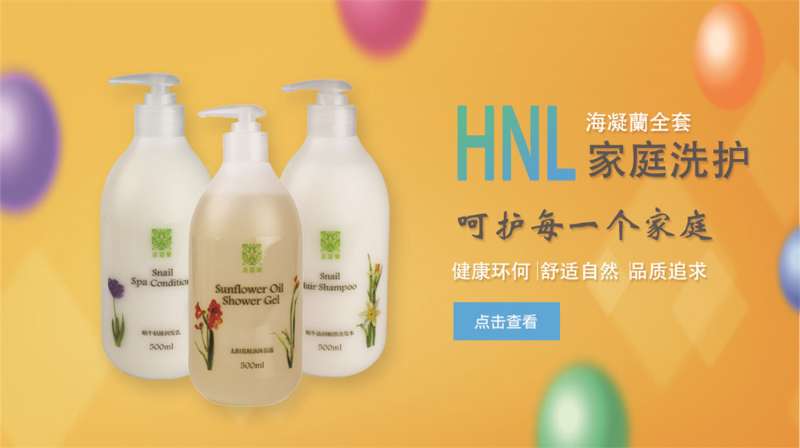 HNL
海凝蘭全套
家庭洗护
呵护每一个家庭
健康环何 舒适自然 品质追求
点击查看
Snail
Spa Condition
500ml
Sunflower Oil
Shower Gel
500ml
Snail
Hair Shampoo
500ml